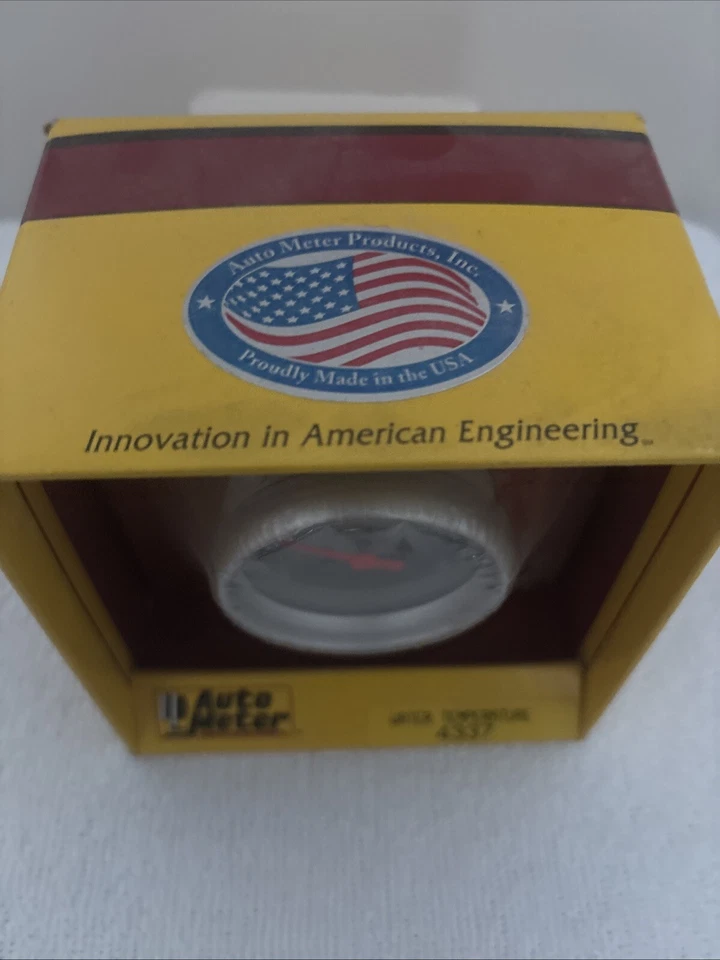 Auto Meter Products, Inc.
Proudly Made in the USA
Innovation in American Engineering
Auto
Meter
WATER TEMPERATURE
4337